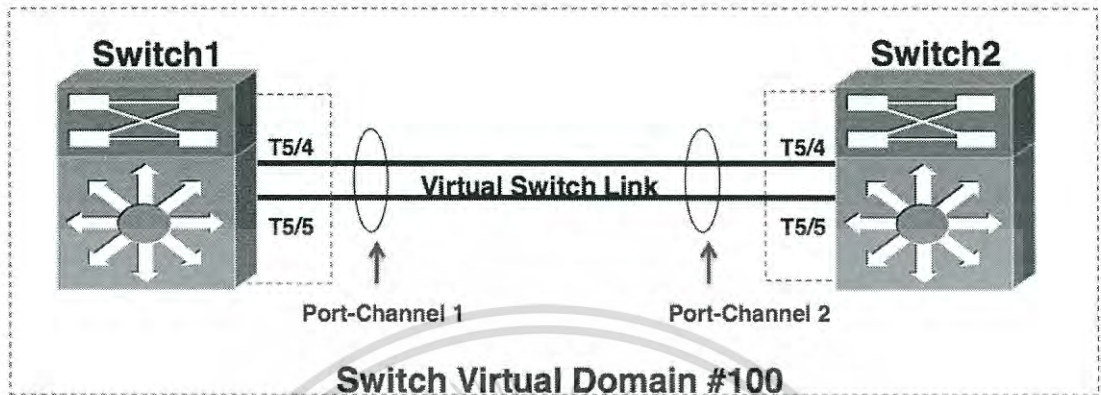 Switch1
Switch2
T5/4
T5/4
Virtual Switch Link
T5/5
T5/5
Port-Channel 1
Port-Channel 2
Switch Virtual Domain #100